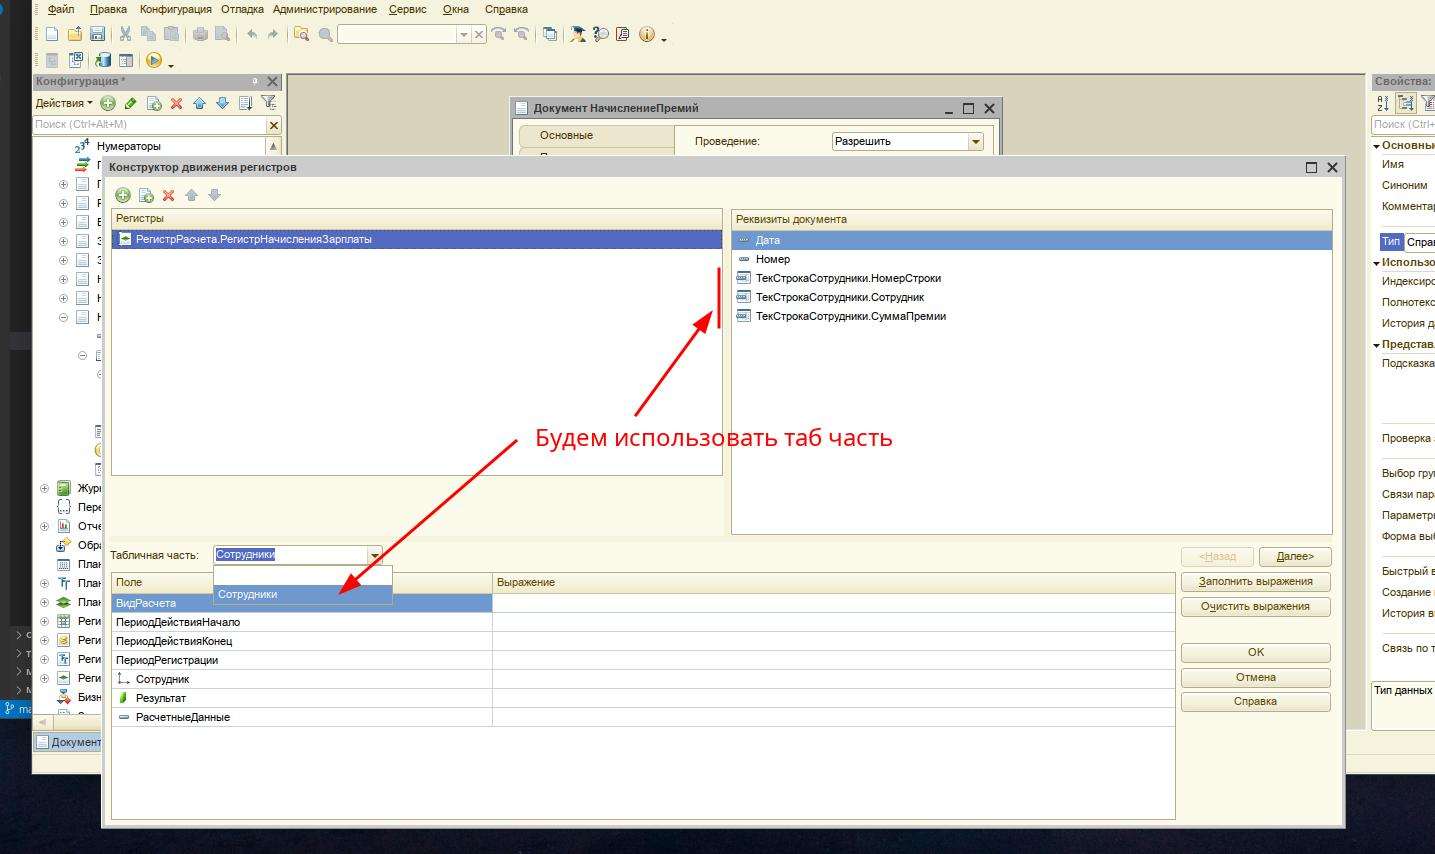 Файл Правка Конфигурация Отладка Администрирование Сервис Окна Справка
Конфигурация *
Действия
Поиск (Ctrl+Alt+M)
Нумераторы
Документ НачислениеПремий
Основные
Проведение: Разрешить
Конструктор движения регистров
Регистры
РегистрРасчета.РегистрНачисленияЗарплаты
Реквизиты документа
Дата
Номер
ТекСтрокаСотрудники.НомерСтроки
ТекСтрокаСотрудники.Сотрудник
ТекСтрокаСотрудники.СуммаПремии
Будем использовать таб часть
Табличная часть: Сотрудники
Сотрудники
<Назад Далее>
Заполнить выражения
Очистить выражения
OK
Отмена
Справка
Поле Выражение
ВидРасчета
ПериодДействияНачало
ПериодДействияКонец
ПериодРегистрации
Сотрудник
Результат
РасчетныеДанные
Жур
Пере
Отче
Обра
План
План
План
Реги
Реги
Реги
Реги
Бизн
Документ
Свойства:
Поиск (Ctrl+
Основны
Имя
Синоним
Комментар
Тип Спра
Использо
Индексиро
Полнотекс
История д
Представ
Подсказка
Проверка
Выбор гру
Связи пар
Параметр
Форма выб
Быстрый в
Создание
История в
Связь по т
Тип данных